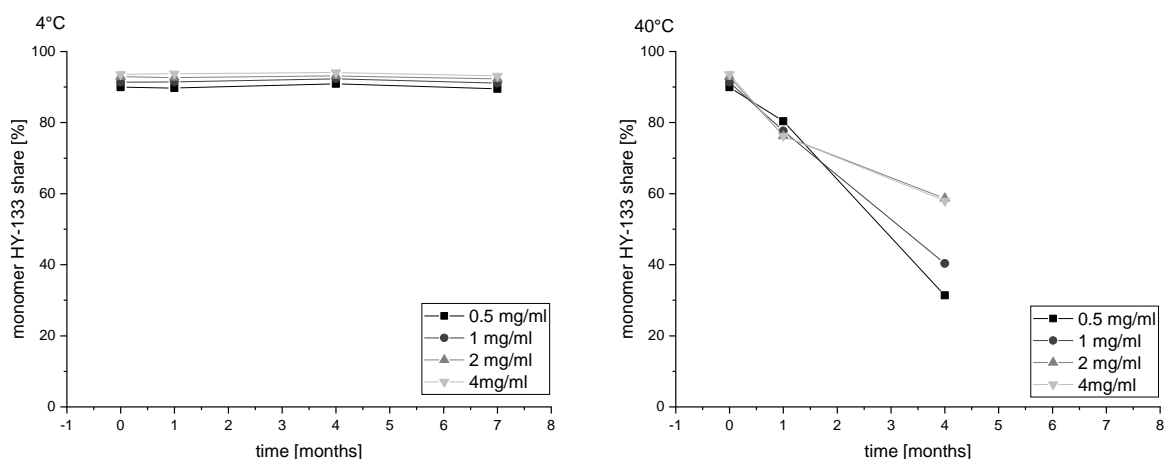 4°C
monomer HY-133 share [%]
100
80
60
40
20
0
-1 0 1 2 3 4 5 6 7 8
time [months]
0.5 mg/ml
1 mg/ml
2 mg/ml
4mg/ml
40°C
monomer HY-133 share [%]
100
80
60
40
20
0
-1 0 1 2 3 4 5 6 7 8
time [months]
0.5 mg/ml
1 mg/ml
2 mg/ml
4mg/ml